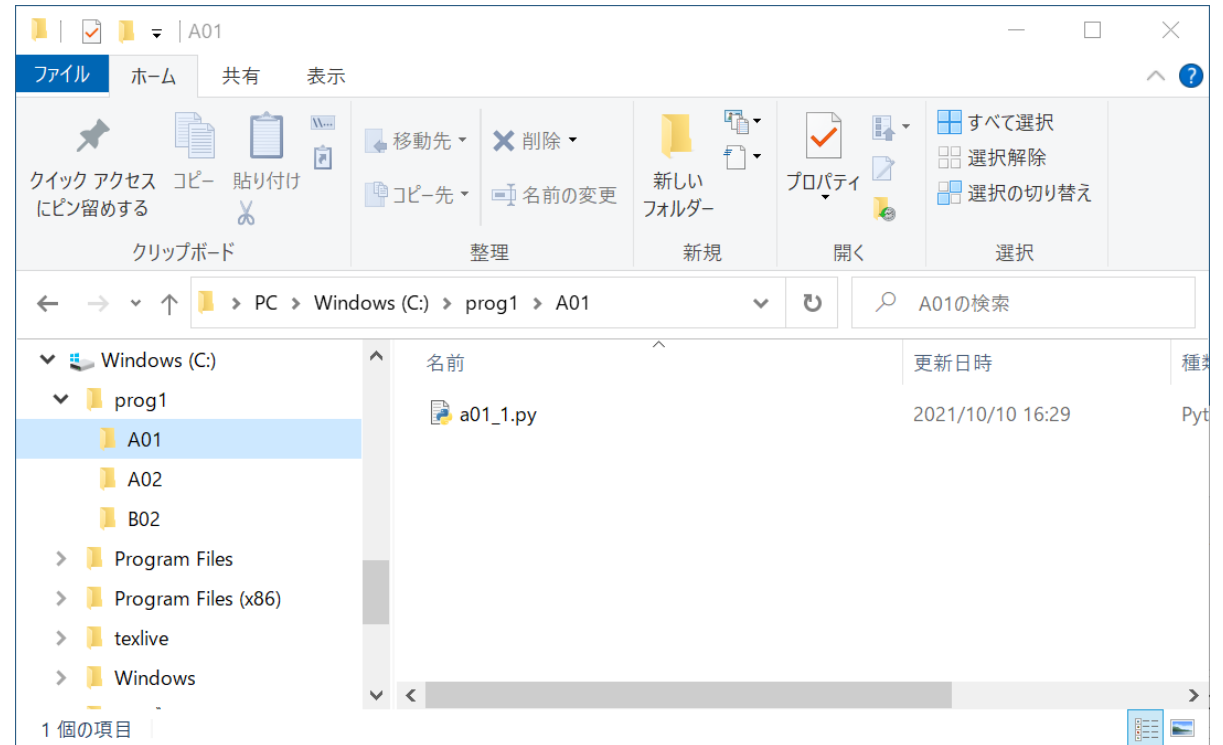 A01
ファイル ホーム 共有 表示
クイック アクセス
にピン留めする
コピー
貼り付け
移動先
コピー先
削除
名前の変更
新しい
フォルダー
プロパティ
すべて選択
選択解除
選択の切り替え
クリップボード 整理 新規 開く 選択
PC > Windows (C:) > prog1 > A01
A01の検索
Windows (C:)
prog1
A01
A02
B02
Program Files
Program Files (x86)
texlive
Windows
名前 更新日時 種
a01_1.py 2021/10/10 16:29 Pyt
1 個の項目